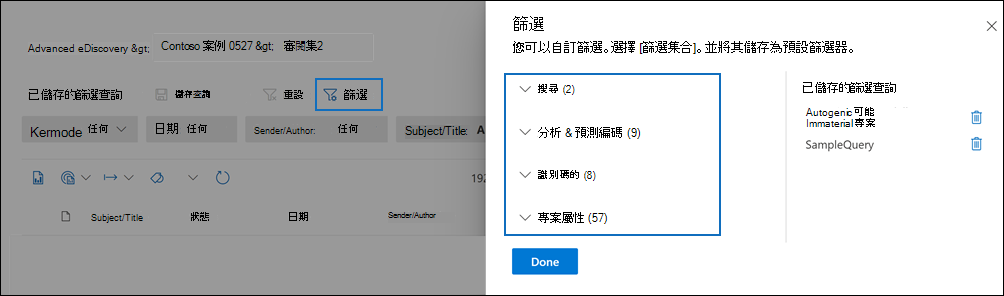 Advanced eDiscovery &gt; Contoso 案例 0527 &gt; 審閱集2
已儲存的篩選查詢 儲存查詢 重設 篩選
Kermode 任何 日期 任何 Sender/Author: 任何 Subject/Title: A
192
Subject/Title 狀態 日期 Sender/Author
篩選
您可以自訂篩選。選擇 [篩選集合]。並將其儲存為預設篩選器。
搜尋 (2)
分析 & 預測編碼 (9)
識別碼的 (8)
專案屬性 (57)
Done
已儲存的篩選查詢
Autogenic 可能
Immaterial 專案
SampleQuery